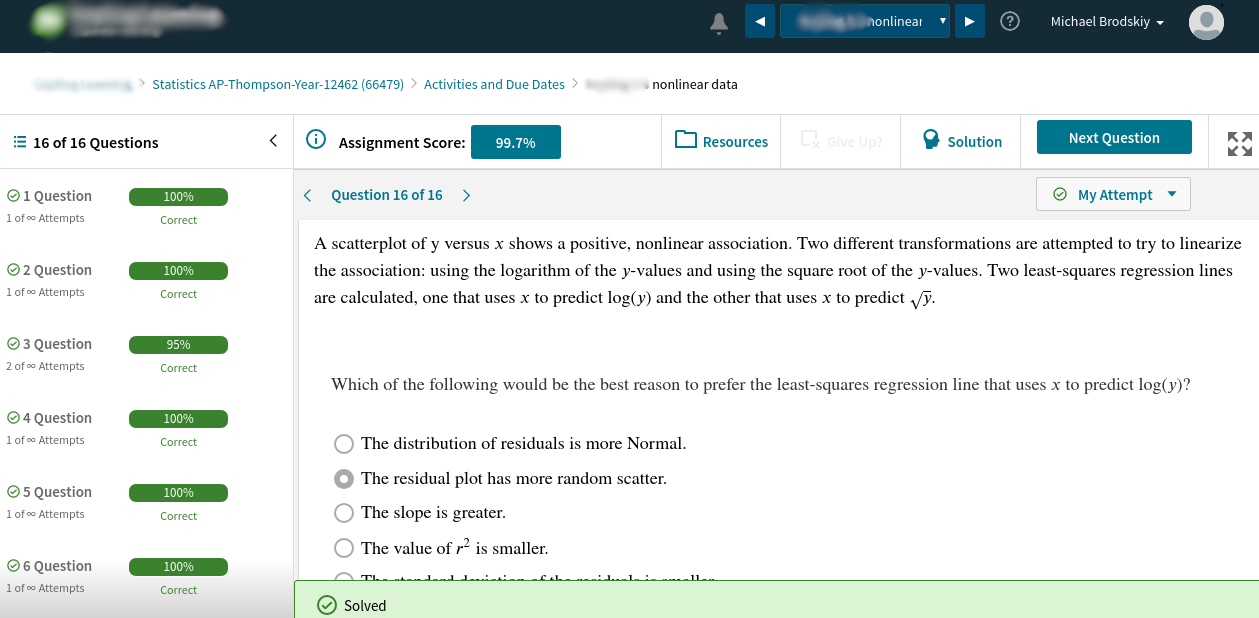 nonlinear
Michael Brodskiy
Statistics AP-Thompson-Year-12462 (66479) > Activities and Due Dates > nonlinear data
16 of 16 Questions
Assignment Score: 99.7%
Resources
Give Up?
Solution
Next Question
1 Question 100%
1 of ∞ Attempts Correct
2 Question 100%
1 of ∞ Attempts Correct
3 Question 95%
2 of ∞ Attempts Correct
4 Question 100%
1 of ∞ Attempts Correct
5 Question 100%
1 of ∞ Attempts Correct
6 Question 100%
1 of ∞ Attempts Correct
Question 16 of 16
My Attempt
A scatterplot of y versus x shows a positive, nonlinear association. Two different transformations are attempted to try to linearize
the association: using the logarithm of the y-values and using the square root of the y-values. Two least-squares regression lines
are calculated, one that uses x to predict log(y) and the other that uses x to predict √y.
Which of the following would be the best reason to prefer the least-squares regression line that uses x to predict log(y)?
The distribution of residuals is more Normal.
The residual plot has more random scatter.
The slope is greater.
The value of r² is smaller.
The standard deviation of the residuals is smaller.
Solved